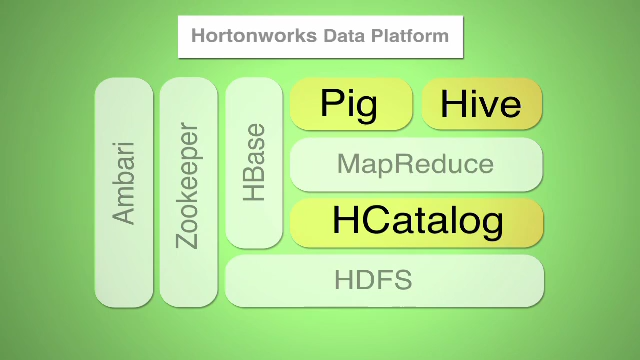 Hortonworks Data Platform
Ambari
Zookeeper
HBase
Pig
Hive
MapReduce
HCatalog
HDFS